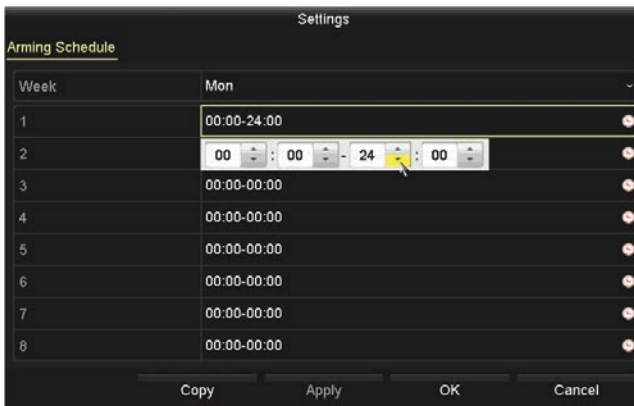 Settings
Arming Schedule
Week Mon
1 00:00-24:00
2 00 : 00 - 24 : 00
3 00:00-00:00
4 00:00-00:00
5 00:00-00:00
6 00:00-00:00
7 00:00-00:00
8 00:00-00:00
Copy Apply OK Cancel